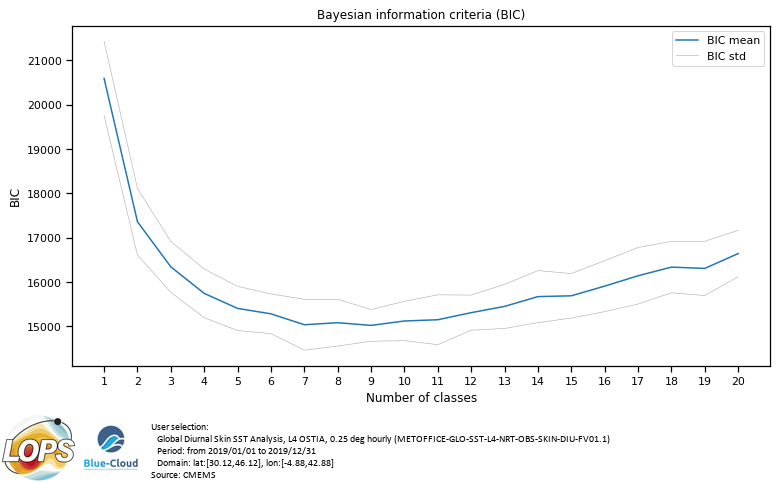 Bayesian information criteria (BIC)
BIC mean
BIC std
21000
20000
19000
18000
17000
16000
15000
BIC
1 2 3 4 5 6 7 8 9 10 11 12 13 14 15 16 17 18 19 20
Number of classes
LOPS
Blue-Cloud
User selection:
Global Diurnal Skin SST Analysis, L4 OSTIA, 0.25 deg hourly (METOFFICE-GLO-SST-L4-NRT-OBS-SKIN-DIU-FV01.1)
Period: from 2019/01/01 to 2019/12/31
Domain: lat:[30.12,46.12], lon:[-4.88,42.88]
Source: CMEMS